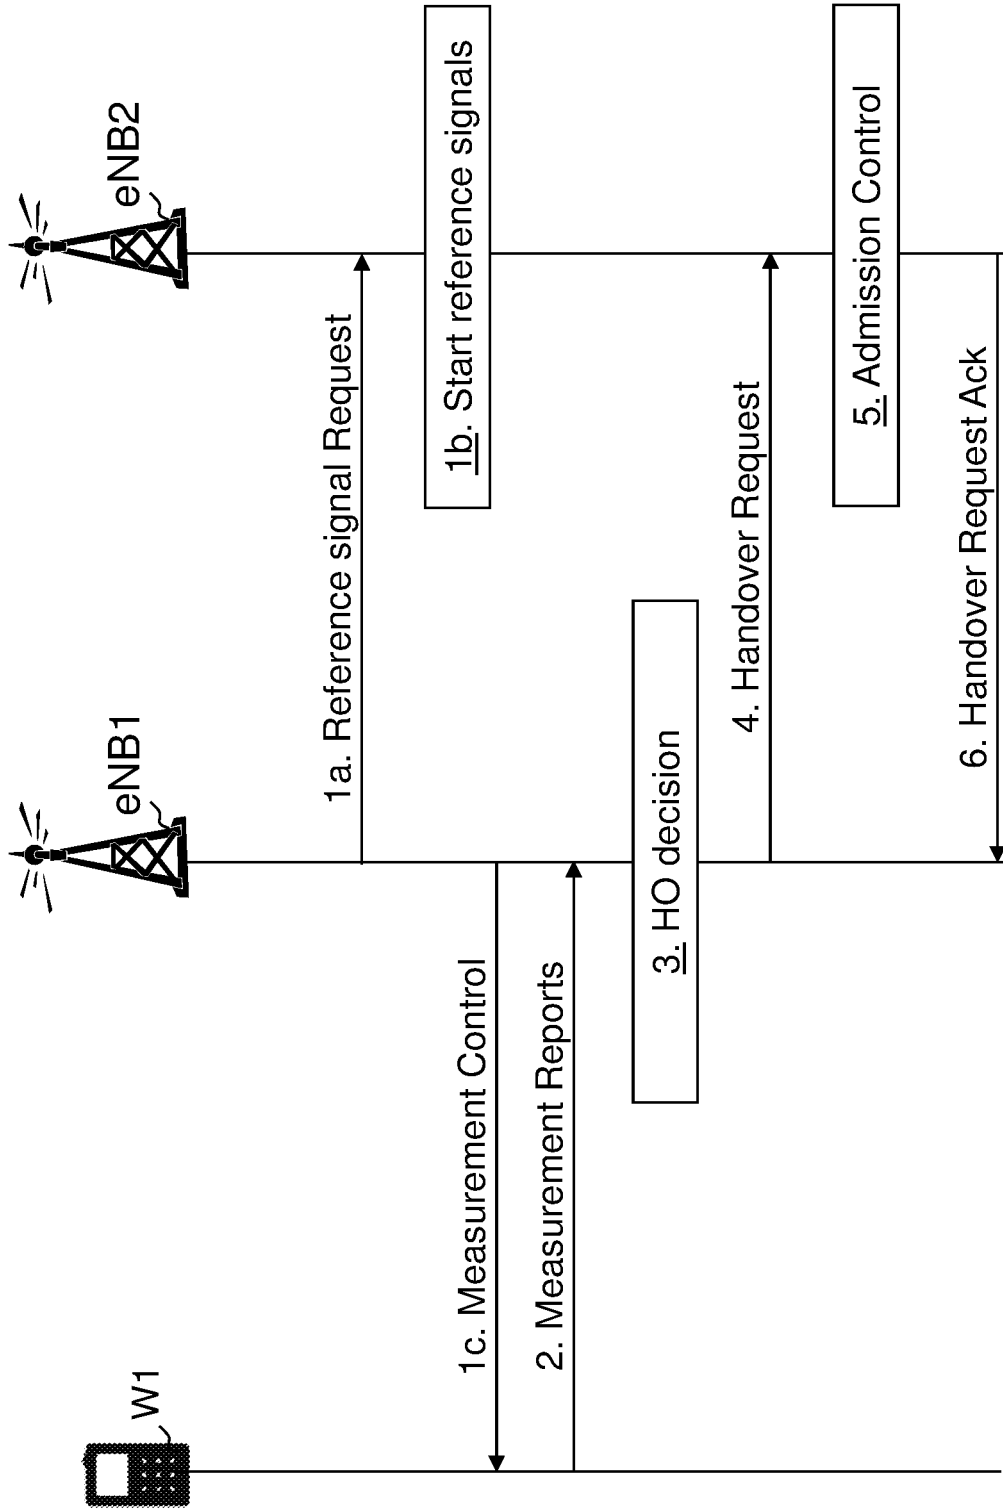 W1
eNB1
eNB2
1a. Reference signal Request
1b. Start reference signals
1c. Measurement Control
2. Measurement Reports
3. HO decision
4. Handover Request
5. Admission Control
6. Handover Request Ack